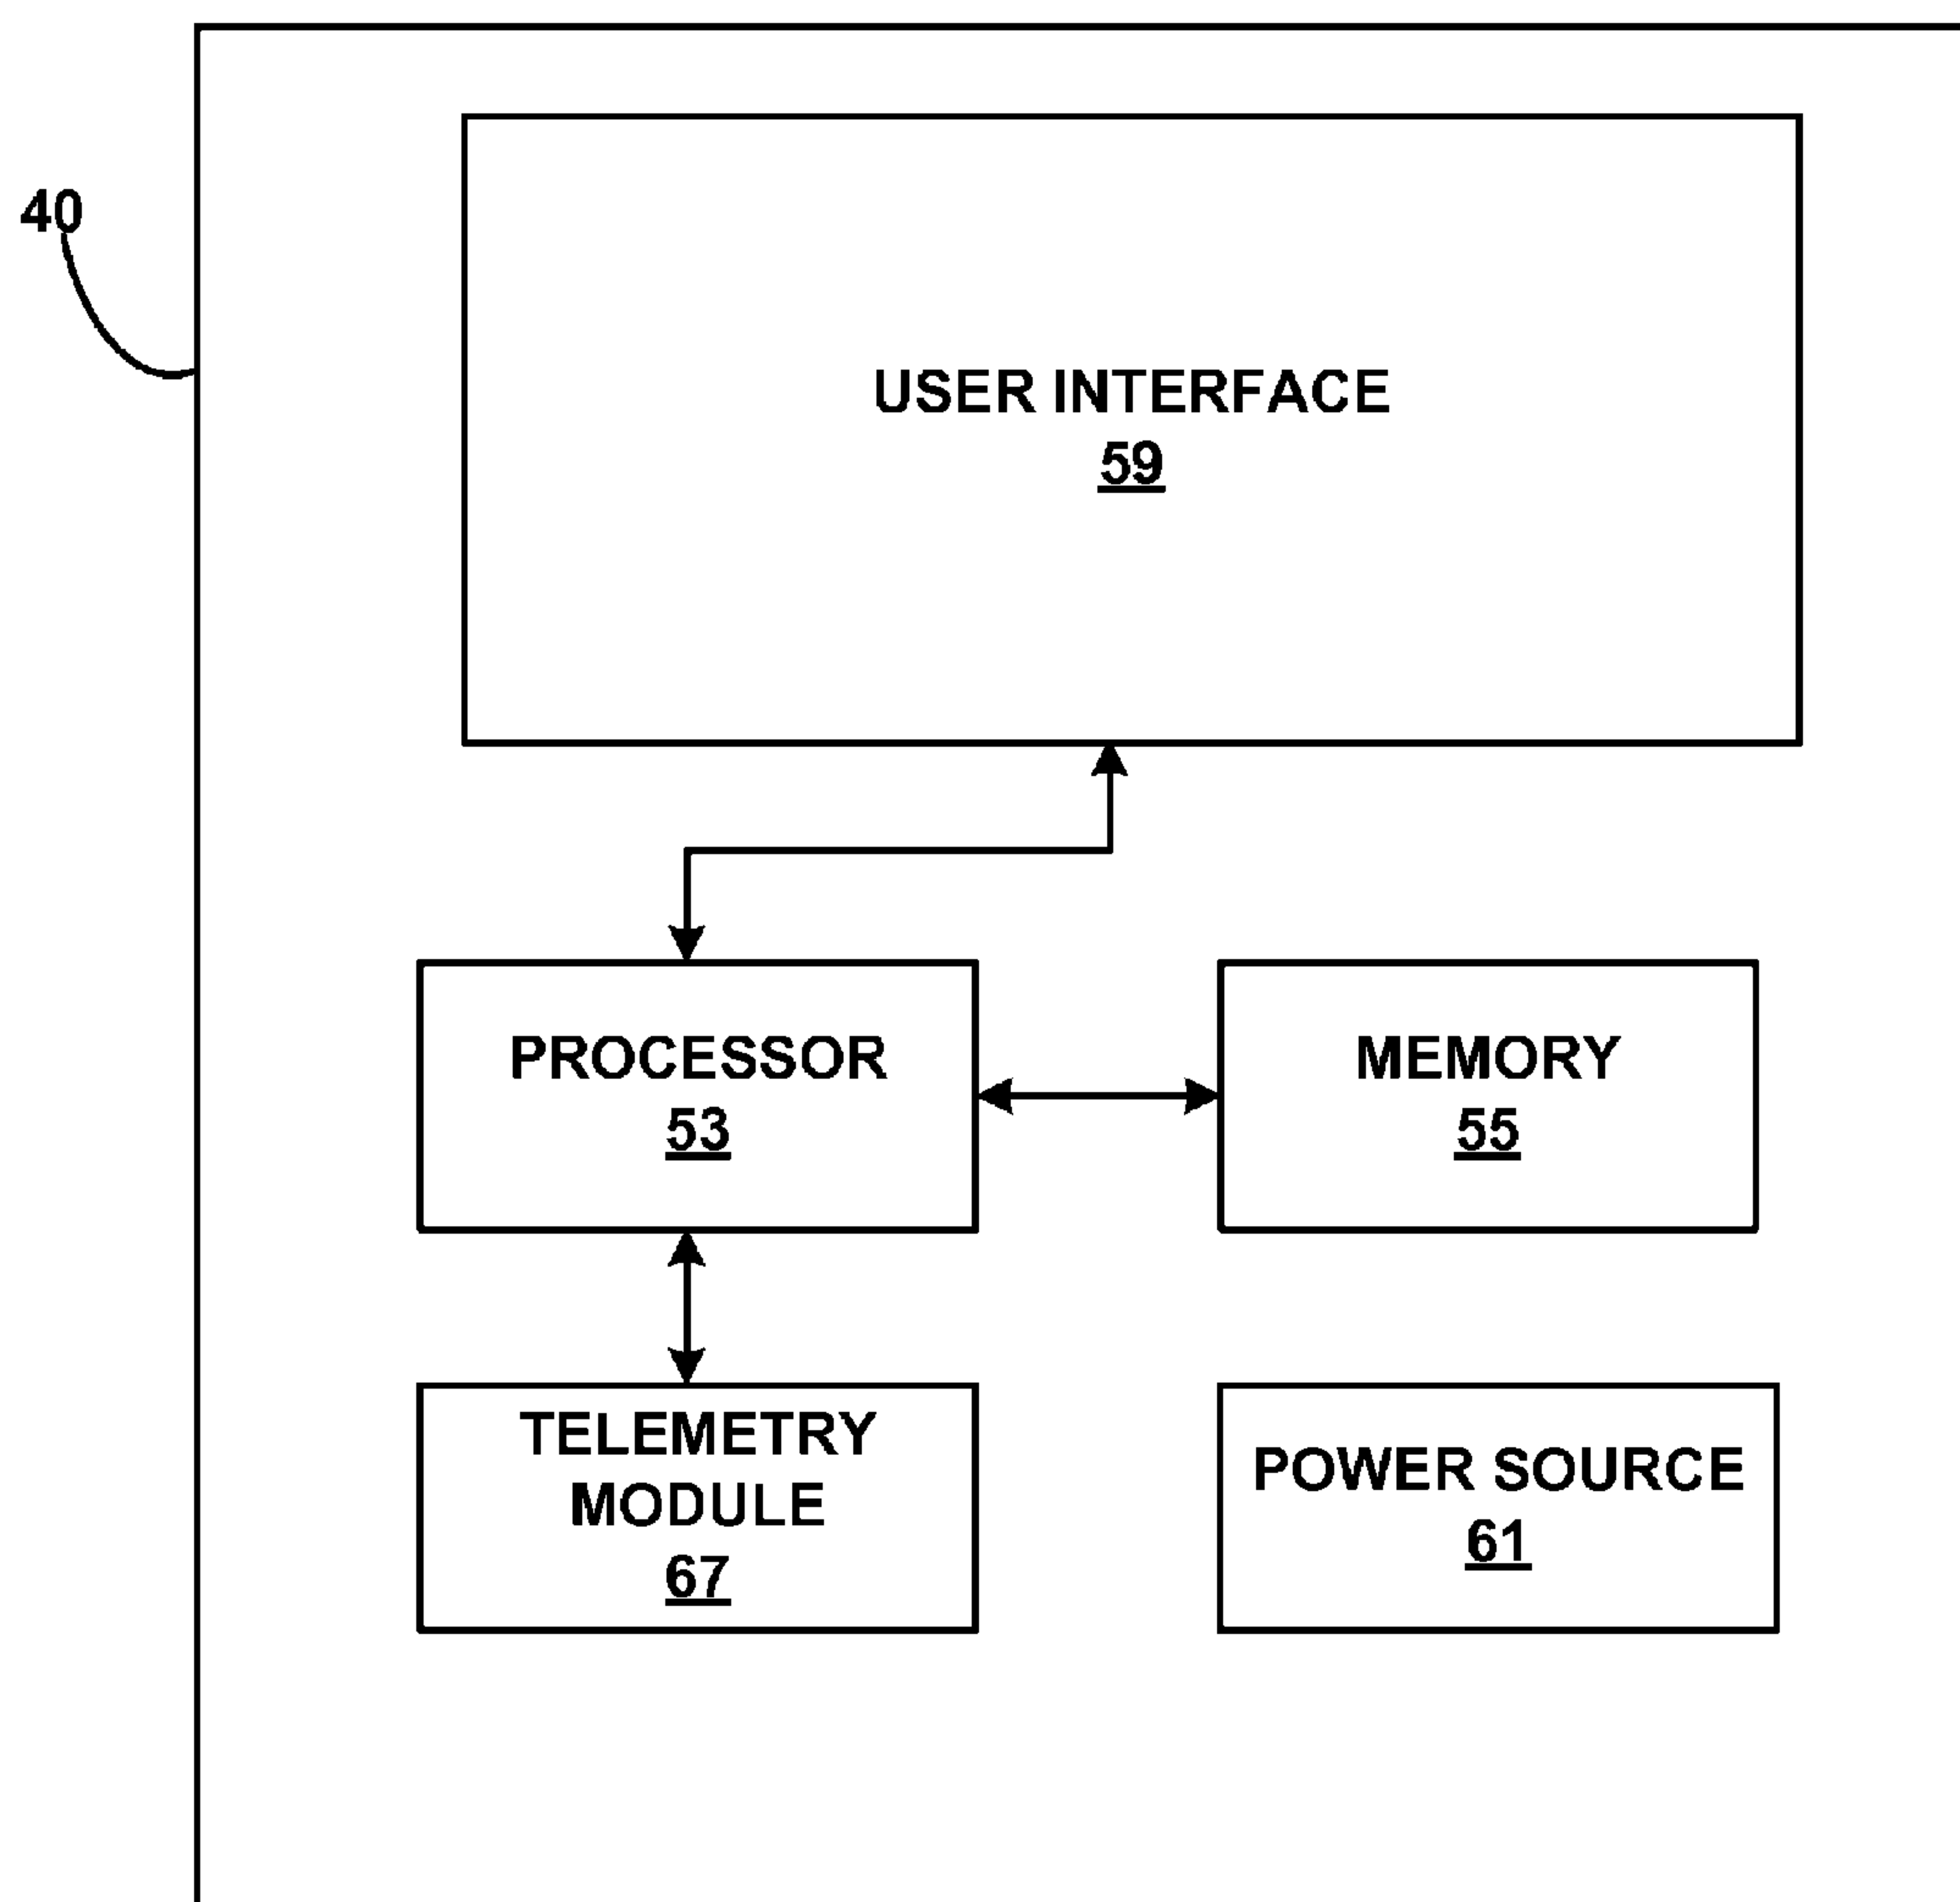 40
USER INTERFACE
59
PROCESSOR
53
MEMORY
55
TELEMETRY
MODULE
67
POWER SOURCE
61